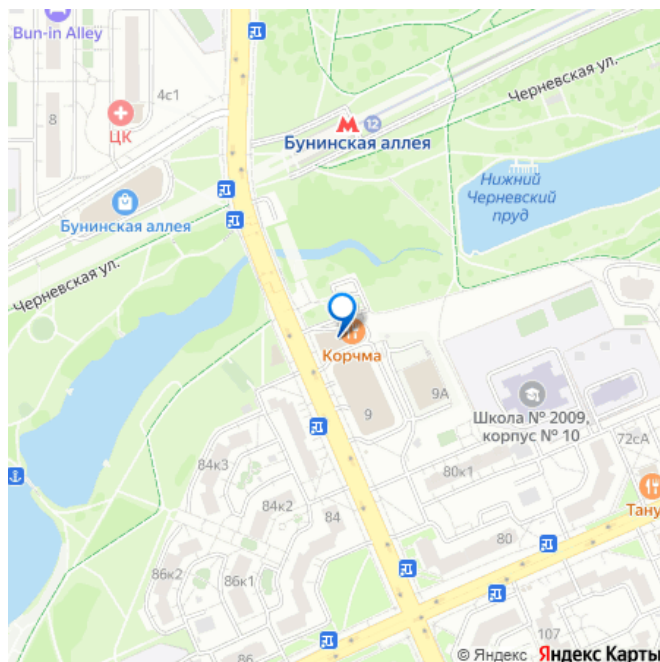 Bun-in Alley
4с1
8
ЦК
Черневская ул.
М 12
Бунинская аллея
Нижний
Черневский
пруд
Бунинская аллея
Черневская ул.
Корчма
9А
9
Школа № 2009,
корпус № 10
72сА
84к3
80к1
Тану
84к2
84
80
86к2
86к1
86
107
© Яндекс Яндекс Карты